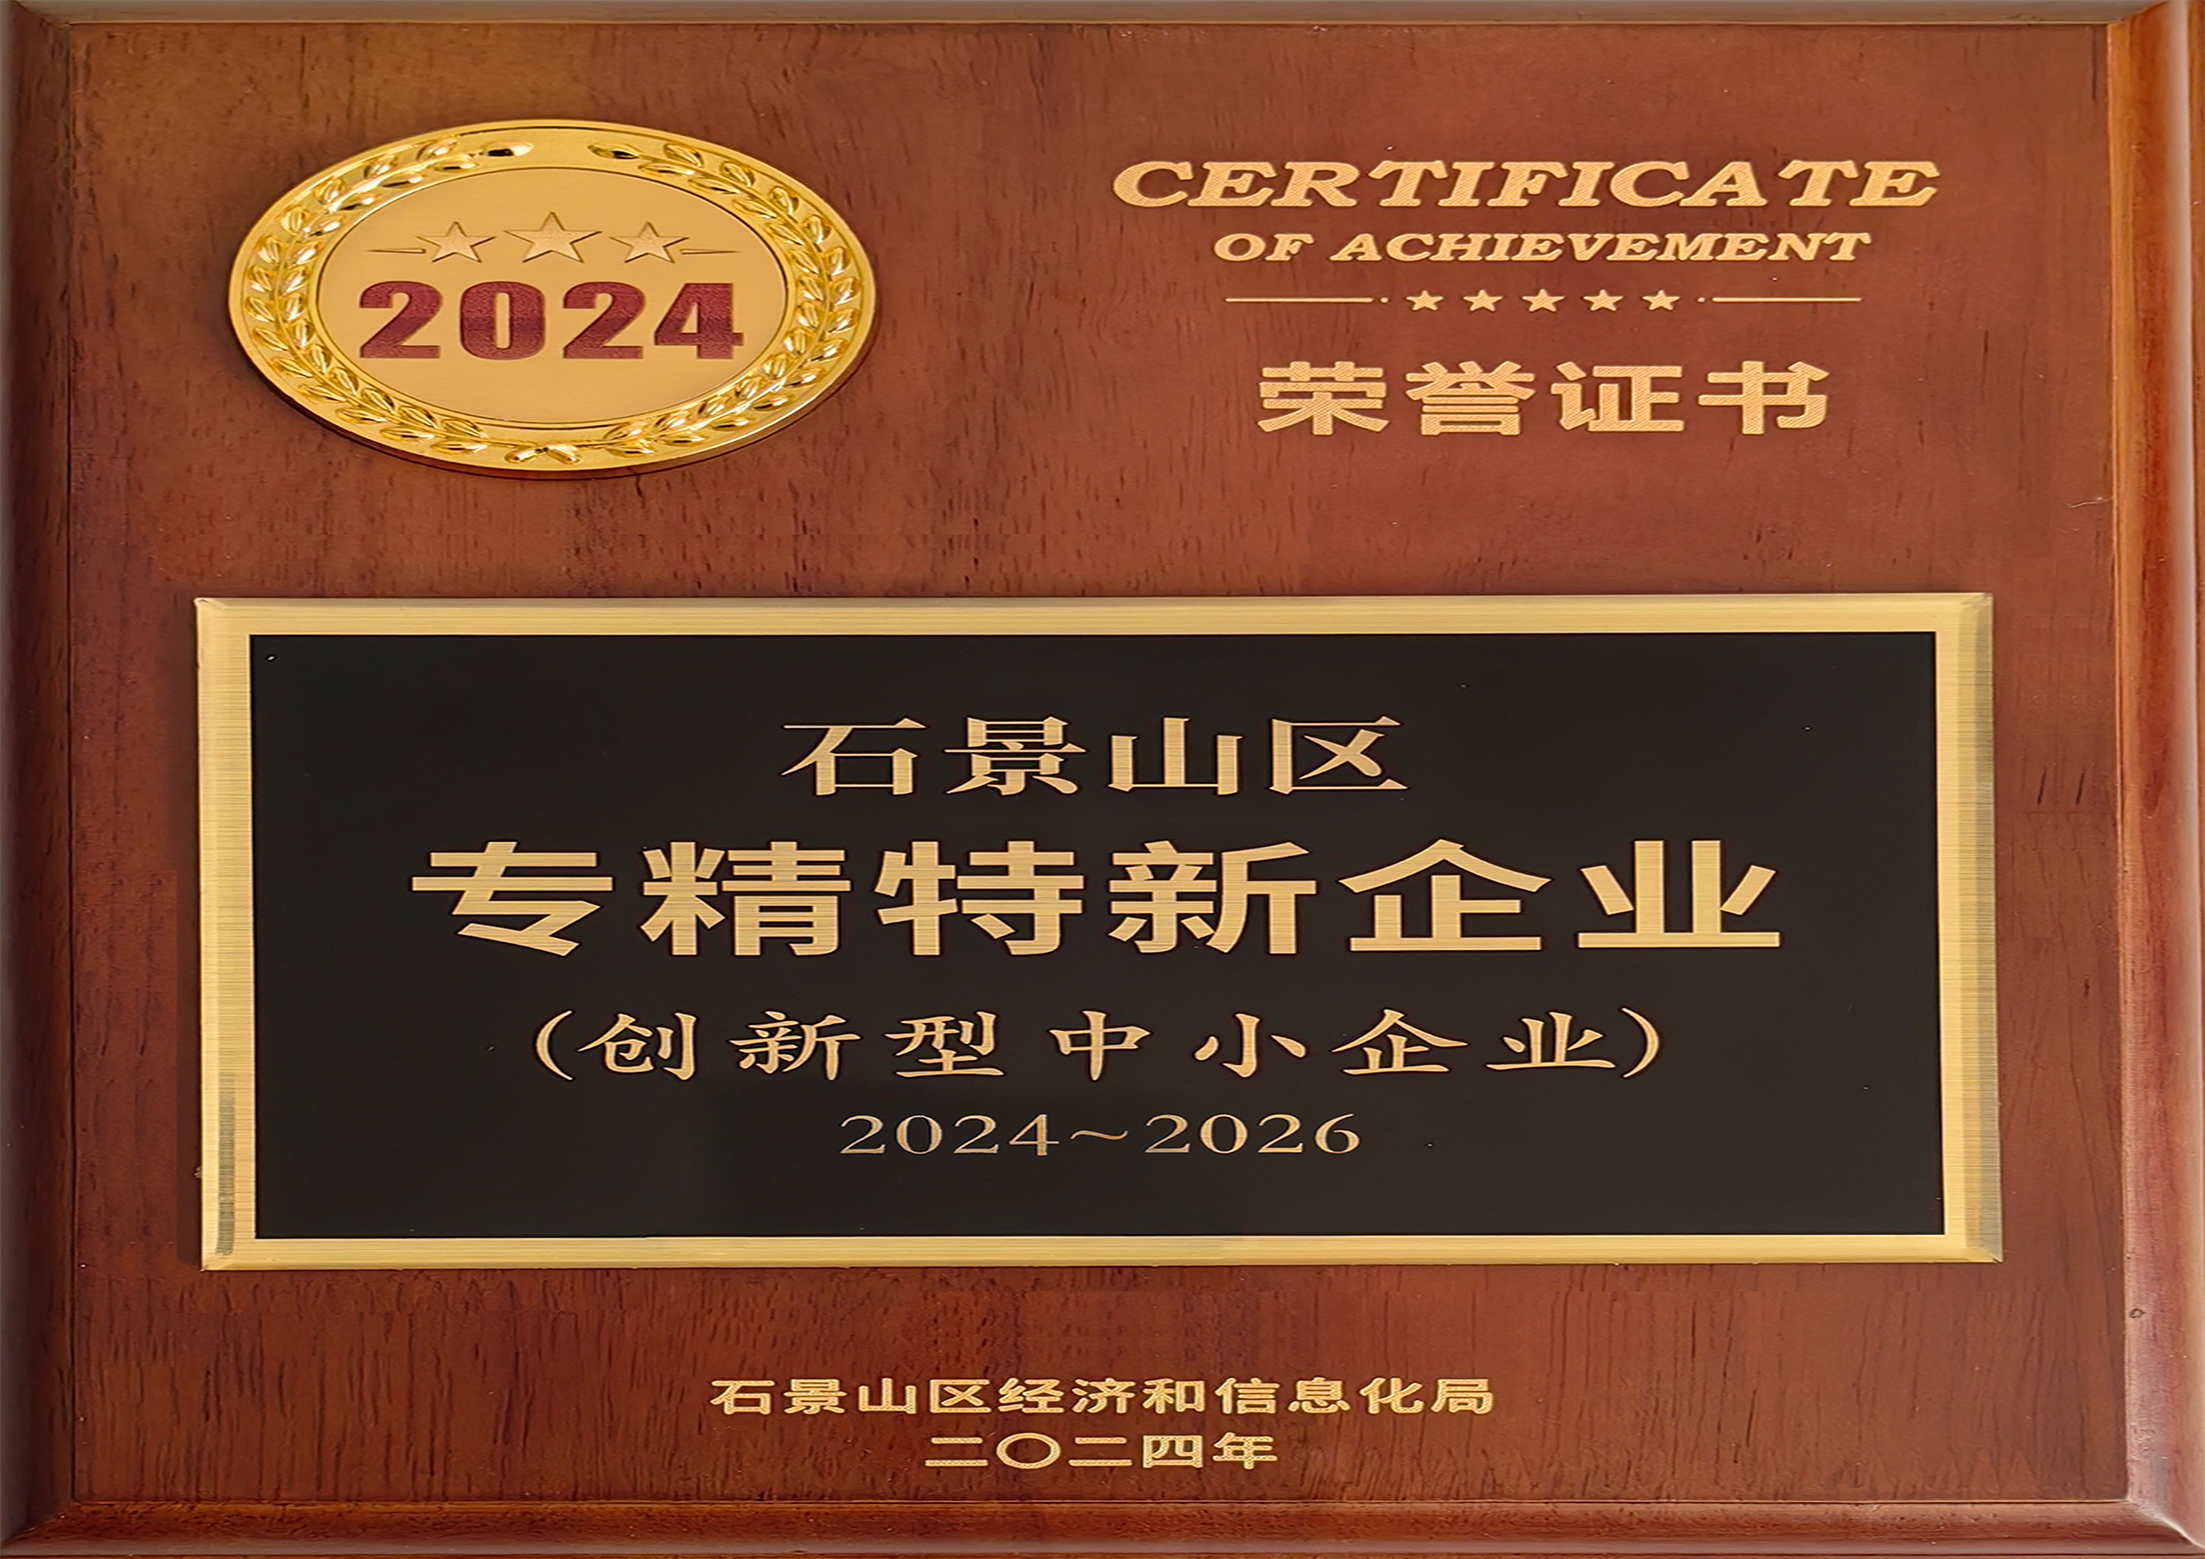 2024
CERTIFICATE
OF ACHIEVEMENT
荣誉证书
石景山区
专精特新企业
(创新型中小企业)
2024~2026
石景山区经济和信息化局
二〇二四年